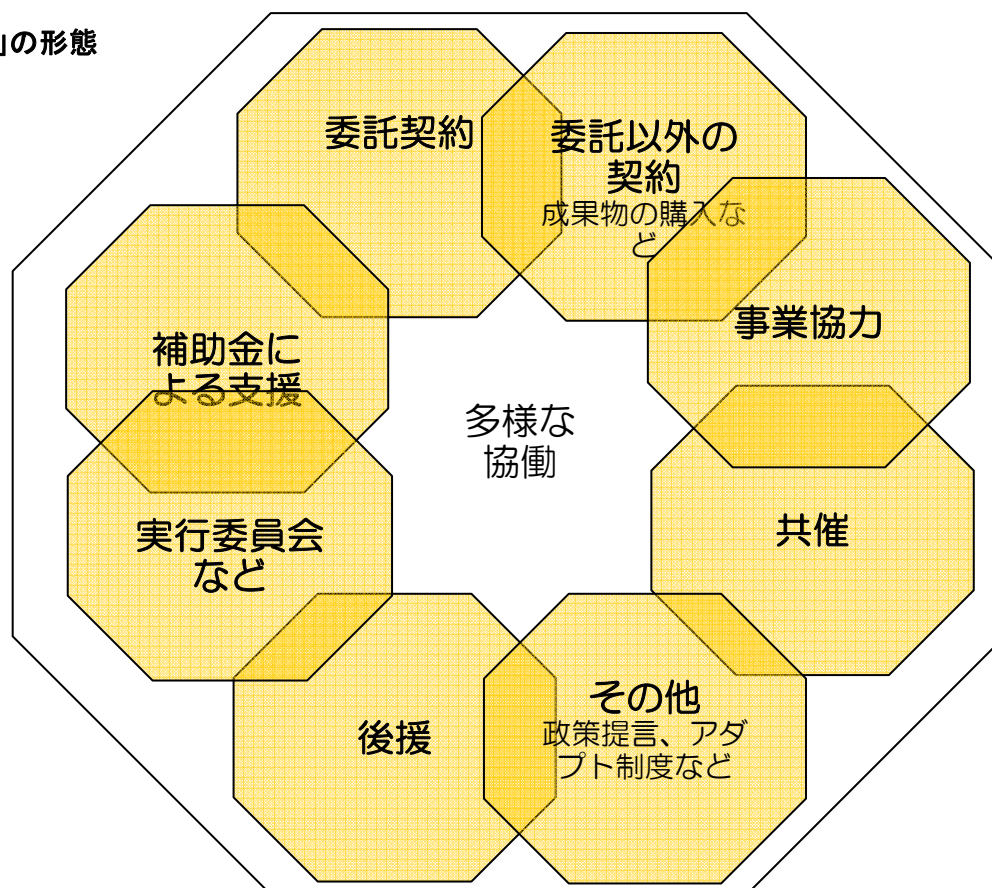 」の形態
委託契約
委託以外の
契約
成果物の購入な
ど
事業協力
補助金に
よる支援
多様な
協働
共催
実行委員会
など
その他
政策提言、アダ
プト制度など
後援